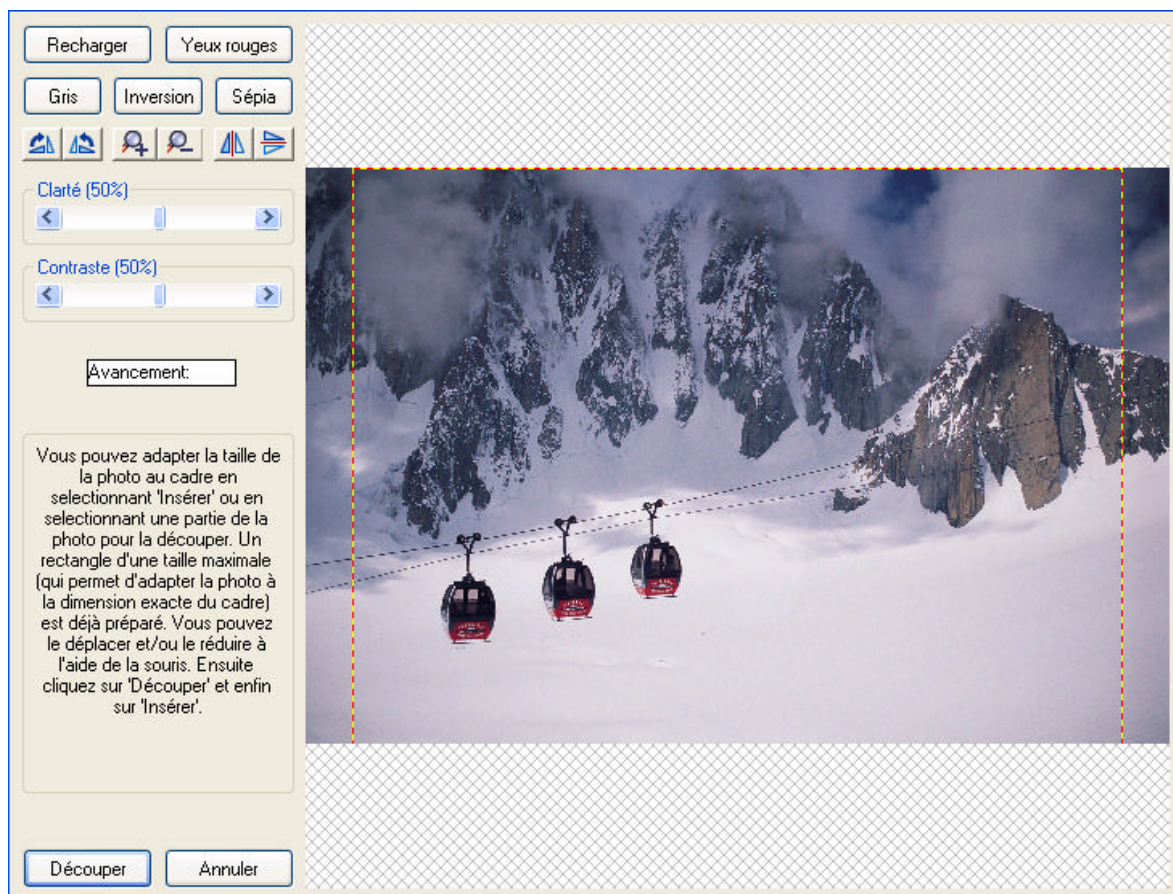 Recharger Yeux rouges
Gris Inversion Sépia
Clarté (50%)
Contraste (50%)
Avancement:
Vous pouvez adapter la taille de
la photo au cadre en
selectionnant 'Insérer' ou en
selectionnant une partie de la
photo pour la découper. Un
rectangle d'une taille maximale
(qui permet d'adapter la photo à
la dimension exacte du cadre)
est déjà préparé. Vous pouvez
le déplacer et/ou le réduire à
l'aide de la souris. Ensuite
cliquez sur 'Découper' et enfin
sur 'Insérer'.
Découper Annuler